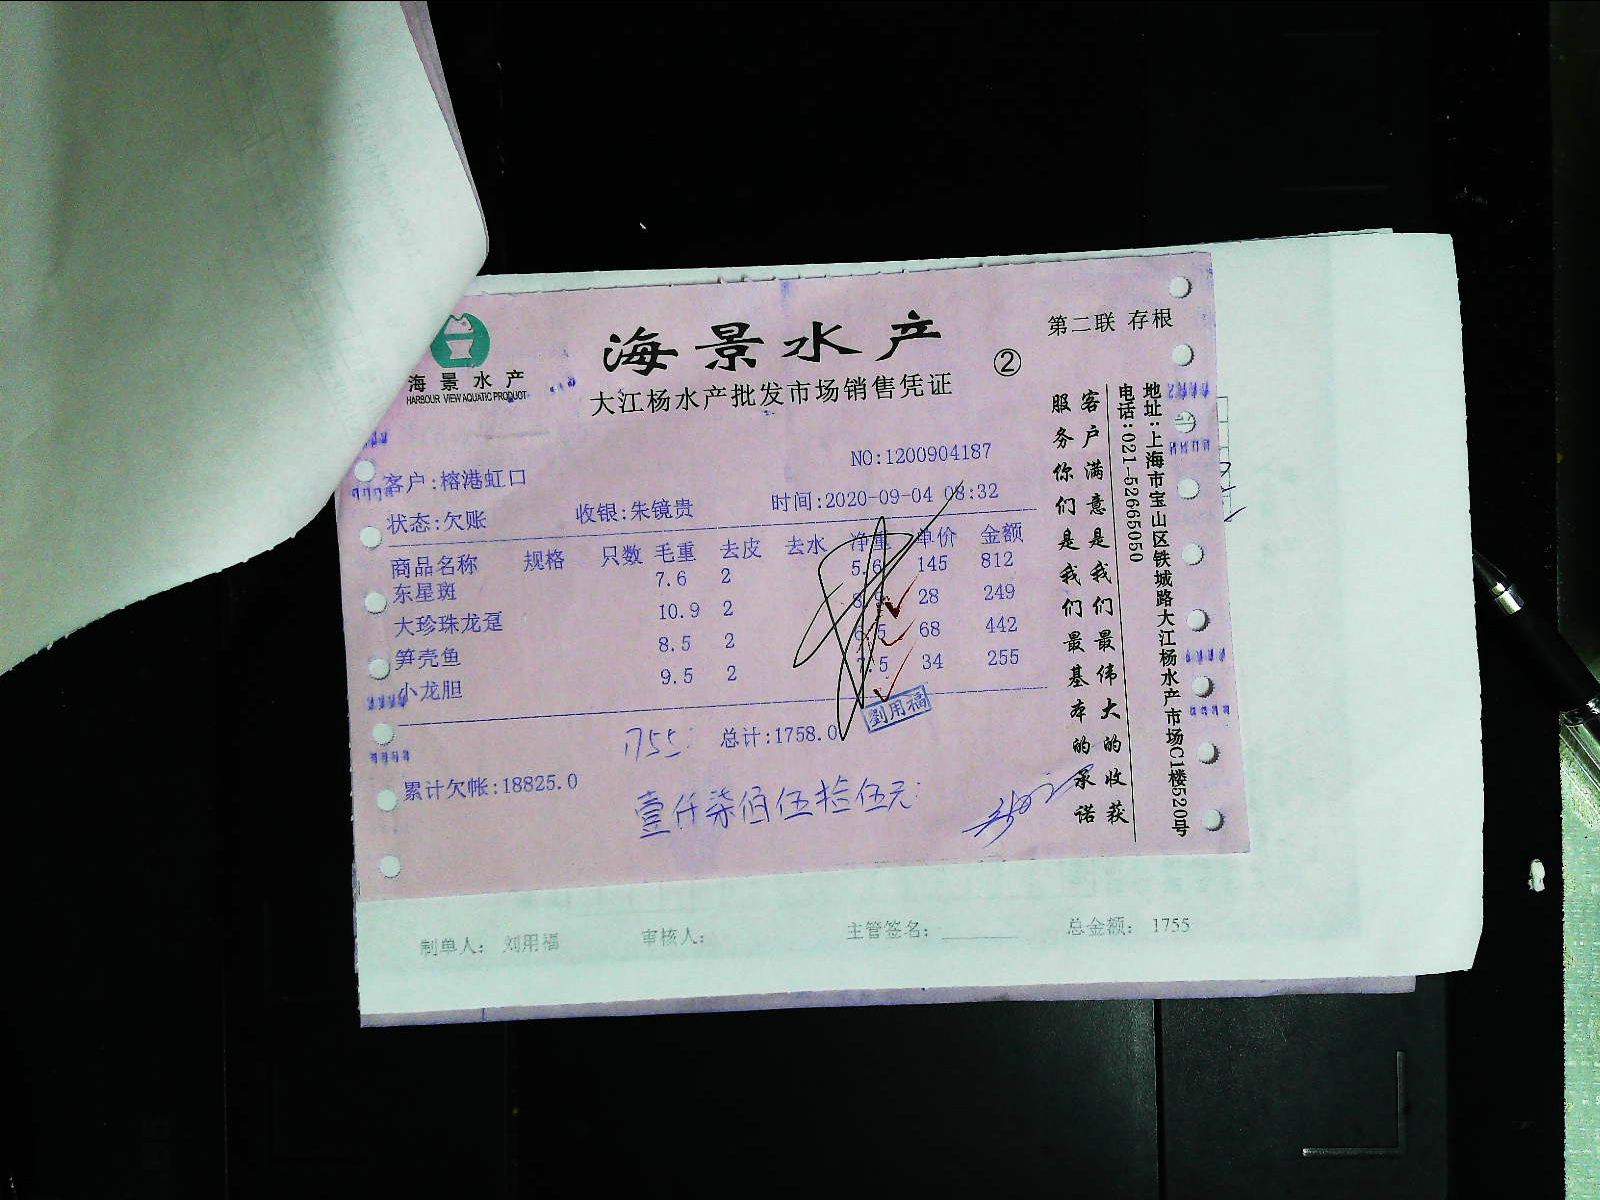 海景水产
HARBOUR VIEW AQUATIC PRODUCT
海景水产
大江杨水产批发市场销售凭证
②
第二联 存根
NO:1200904187
客户:榕港虹口
状态:欠账 收银:朱镜贵 时间:2020-09-04 08:32
商品名称 规格 只数 毛重 去皮 去水 净重 单价 金额
东星斑 7.6 2 5.6 145 812
大珍珠龙趸 10.9 2 8.9 28 249
笋壳鱼 8.5 2 6.5 68 442
小龙胆 9.5 2 7.5 34 255
劉用福
1755 总计:1758.0
累计欠帐:18825.0
壹仟柒佰伍拾伍元
客户满意是我们最伟大的收获
服务你们是我们最基本的承诺
地址:上海市宝山区铁城路大江杨水产市场C1楼520号
电话:021-52665050
制单人: 刘用福 审核人: 主管签名: 总金额: 1755